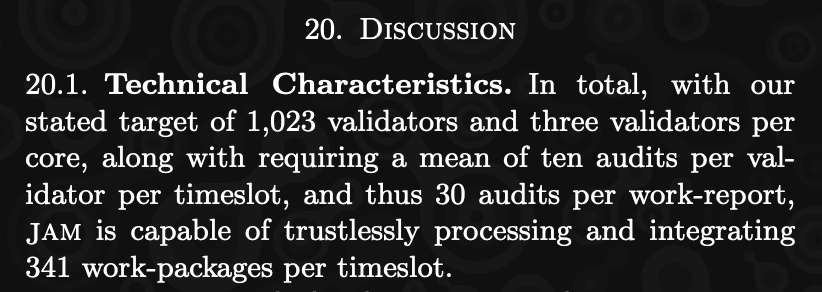 20. Discussion
20.1. Technical Characteristics. In total, with our
stated target of 1,023 validators and three validators per
core, along with requiring a mean of ten audits per val-
idator per timeslot, and thus 30 audits per work-report,
Jam is capable of trustlessly processing and integrating
341 work-packages per timeslot.